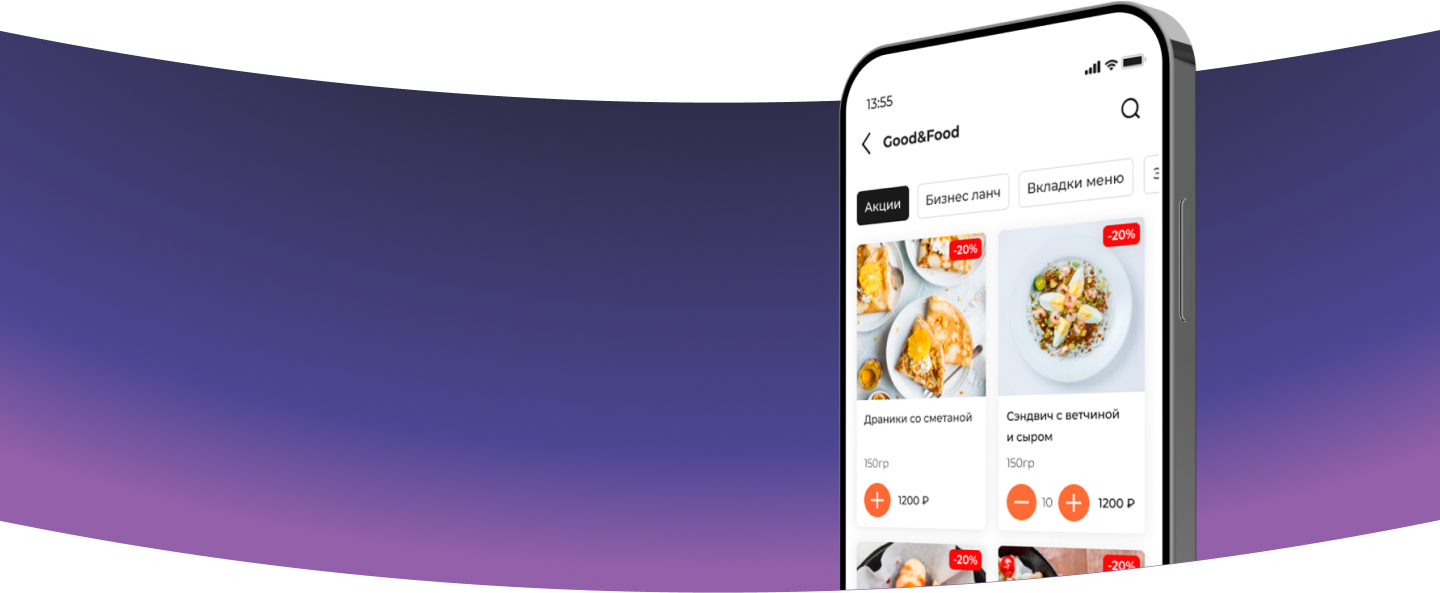 13:55
Good&Food
Акции
Бизнес ланч
Вкладки меню
-20%
-20%
Драники со сметаной
150гр
1200 ₽
Сэндвич с ветчиной
и сыром
150гр
10
1200 ₽
-20%
-20%